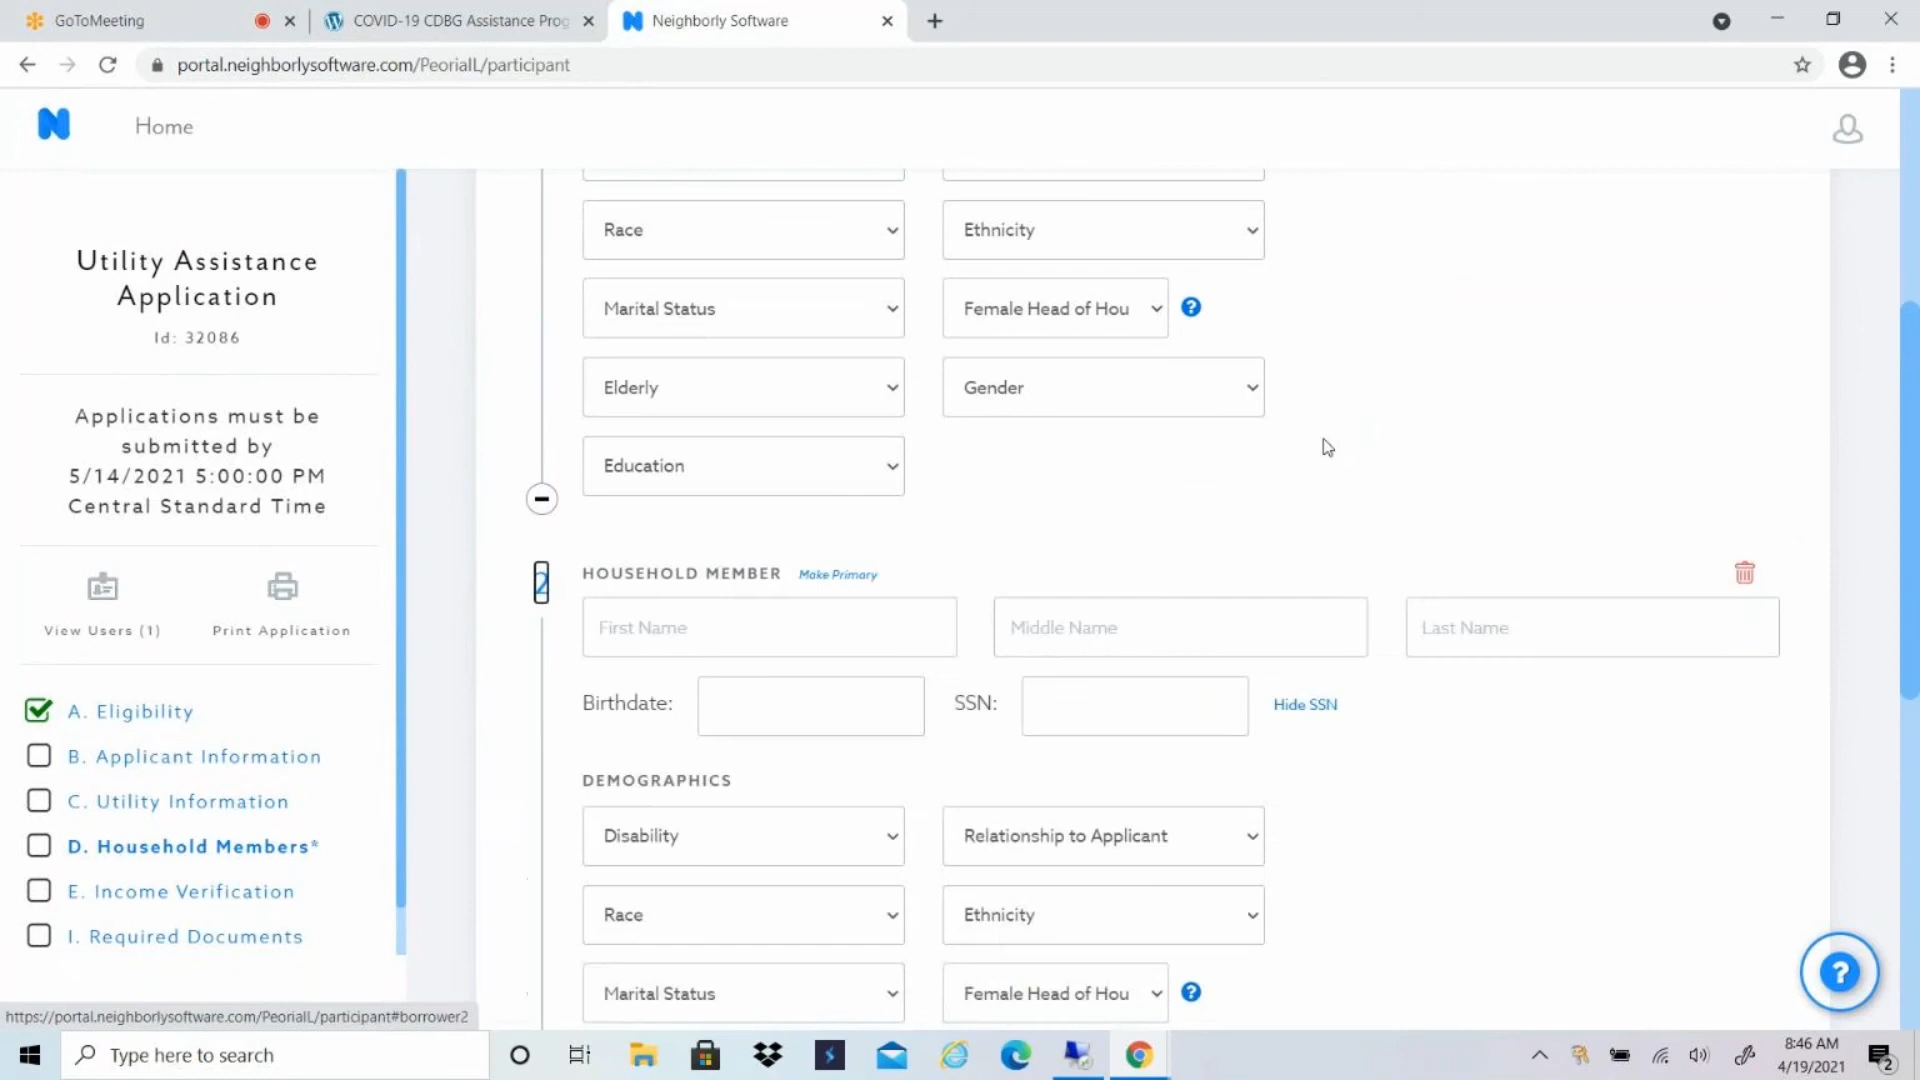 GoToMeeting
COVID-19 CDBG Assistance Prog
Neighborly Software
portal.neighborlysoftware.com/PeoriaIL/participant
Home
Utility Assistance
Application
Id: 32086
Applications must be
submitted by
5/14/2021 5:00:00 PM
Central Standard Time
View Users (1)
Print Application
A. Eligibility
B. Applicant Information
C. Utility Information
D. Household Members*
E. Income Verification
I. Required Documents
Race
Ethnicity
Marital Status
Female Head of Hou
?
Elderly
Gender
Education
2
HOUSEHOLD MEMBER Make Primary
First Name
Middle Name
Last Name
Birthdate:
SSN:
Hide SSN
DEMOGRAPHICS
Disability
Relationship to Applicant
Race
Ethnicity
Marital Status
Female Head of Hou
?
?
https://portal.neighborlysoftware.com/PeoriaIL/participant#borrower2
Type here to search
8:46 AM
4/19/2021
2